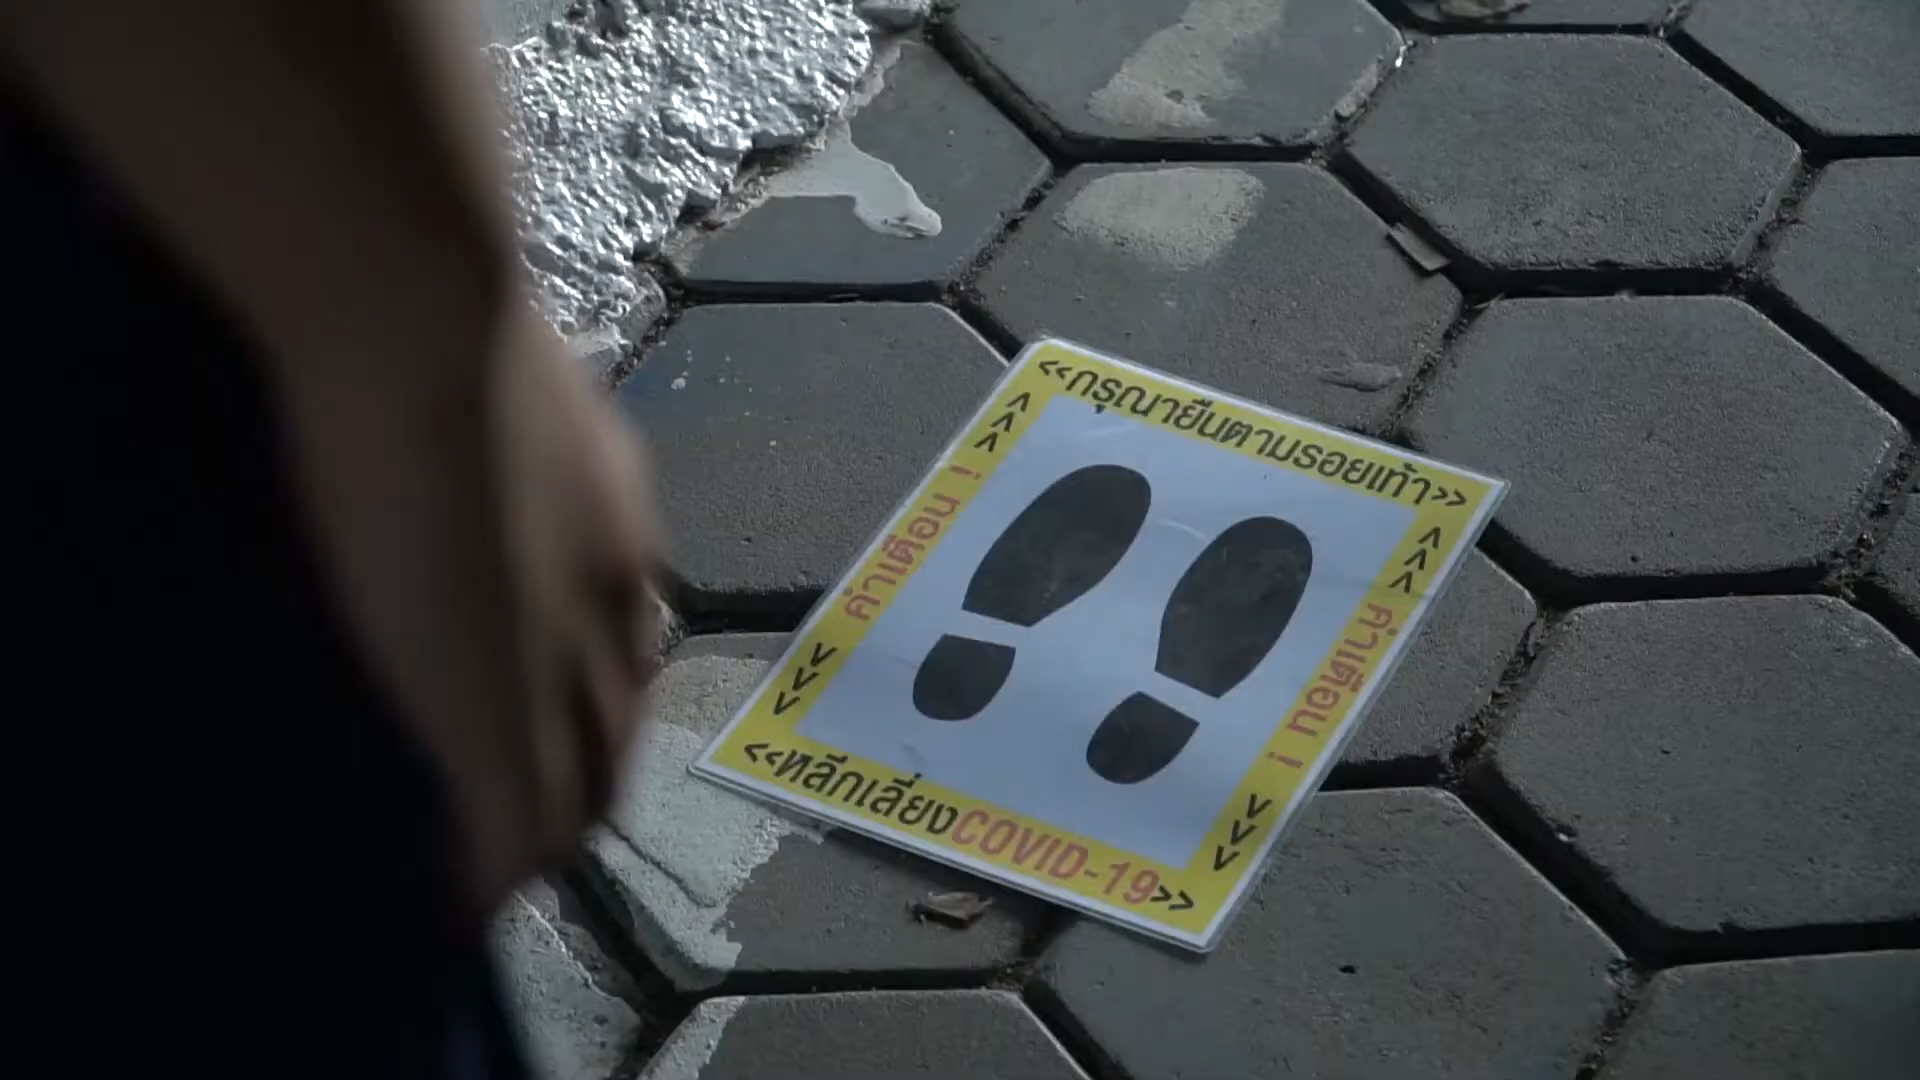 <<กรุณายืนตามรอยเท้า>>
<<< คำเตือน ! >>>
<<< คำเตือน ! >>>
<<หลีกเลี่ยงCOVID-19>>